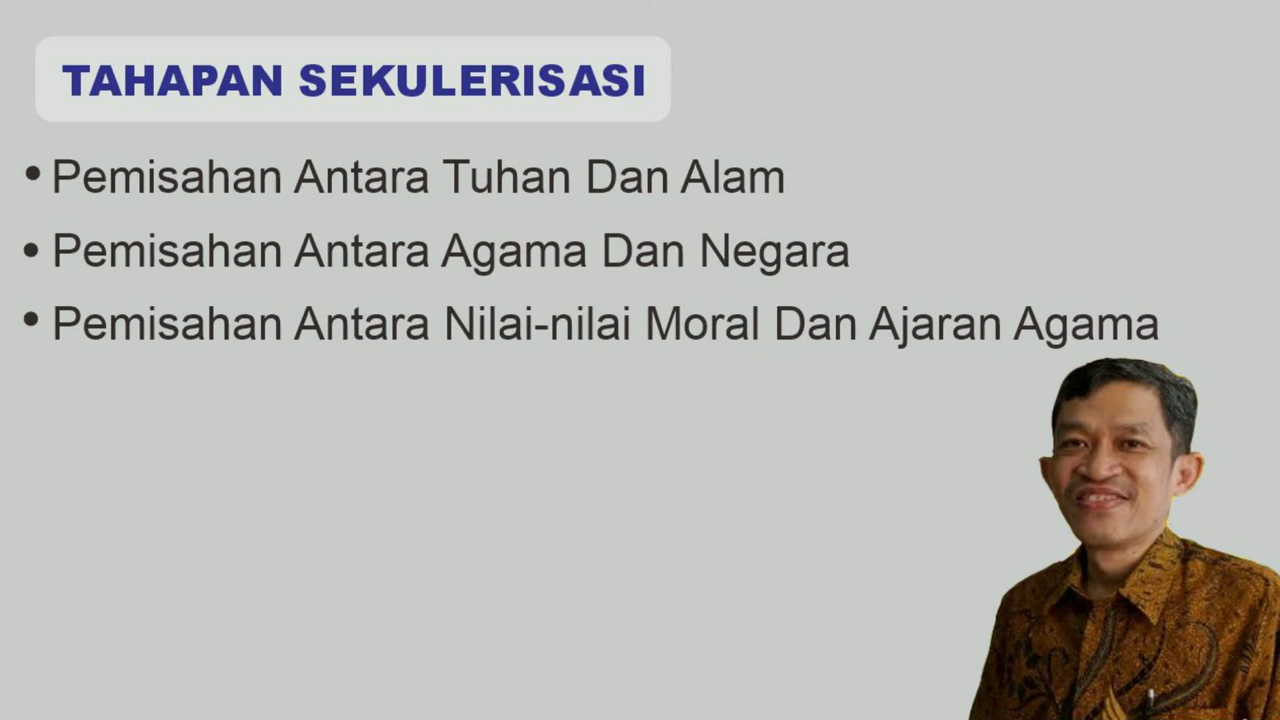 TAHAPAN SEKULERISASI
• Pemisahan Antara Tuhan Dan Alam
• Pemisahan Antara Agama Dan Negara
• Pemisahan Antara Nilai-nilai Moral Dan Ajaran Agama